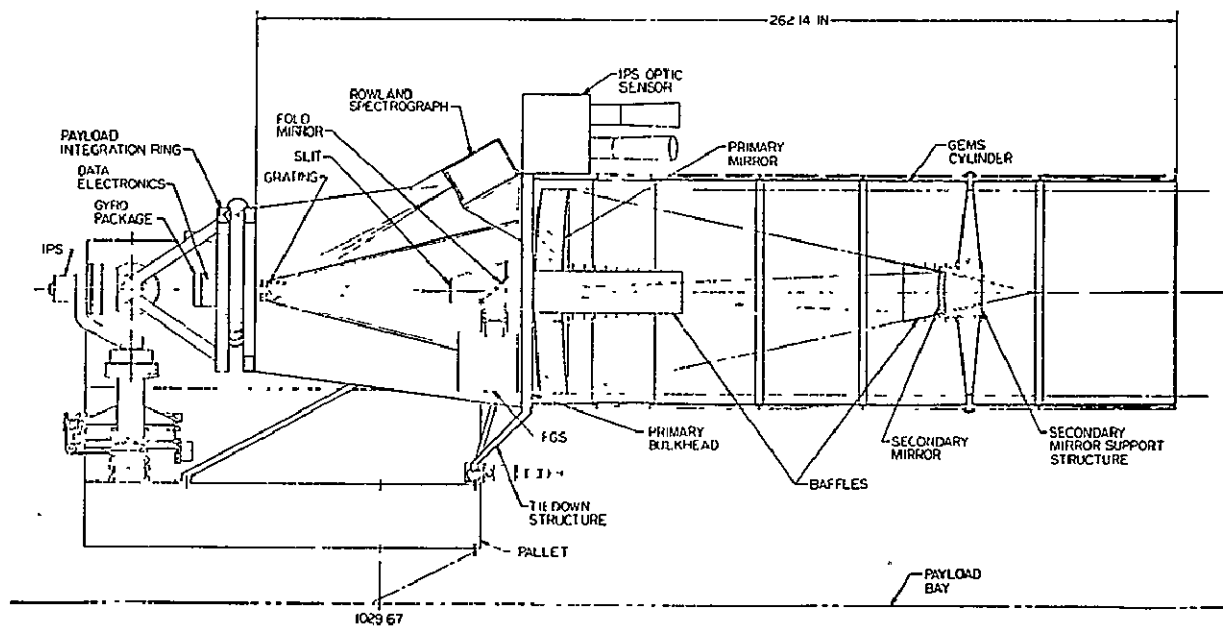 262.14 IN
IPS OPTIC
SENSOR
ROWLAND
SPECTROGRAPH
FOLD
MIRROR
SLIT
GRATING
PAYLOAD
INTEGRATION RING
DATA
ELECTRONICS
GYRO
PACKAGE
IPS
PRIMARY
MIRROR
GEMS
CYLINDER
FGS
PRIMARY
BULKHEAD
SECONDARY
MIRROR
SECONDARY
MIRROR SUPPORT
STRUCTURE
BAFFLES
TIEDOWN
STRUCTURE
PALLET
PAYLOAD
BAY
1029.67